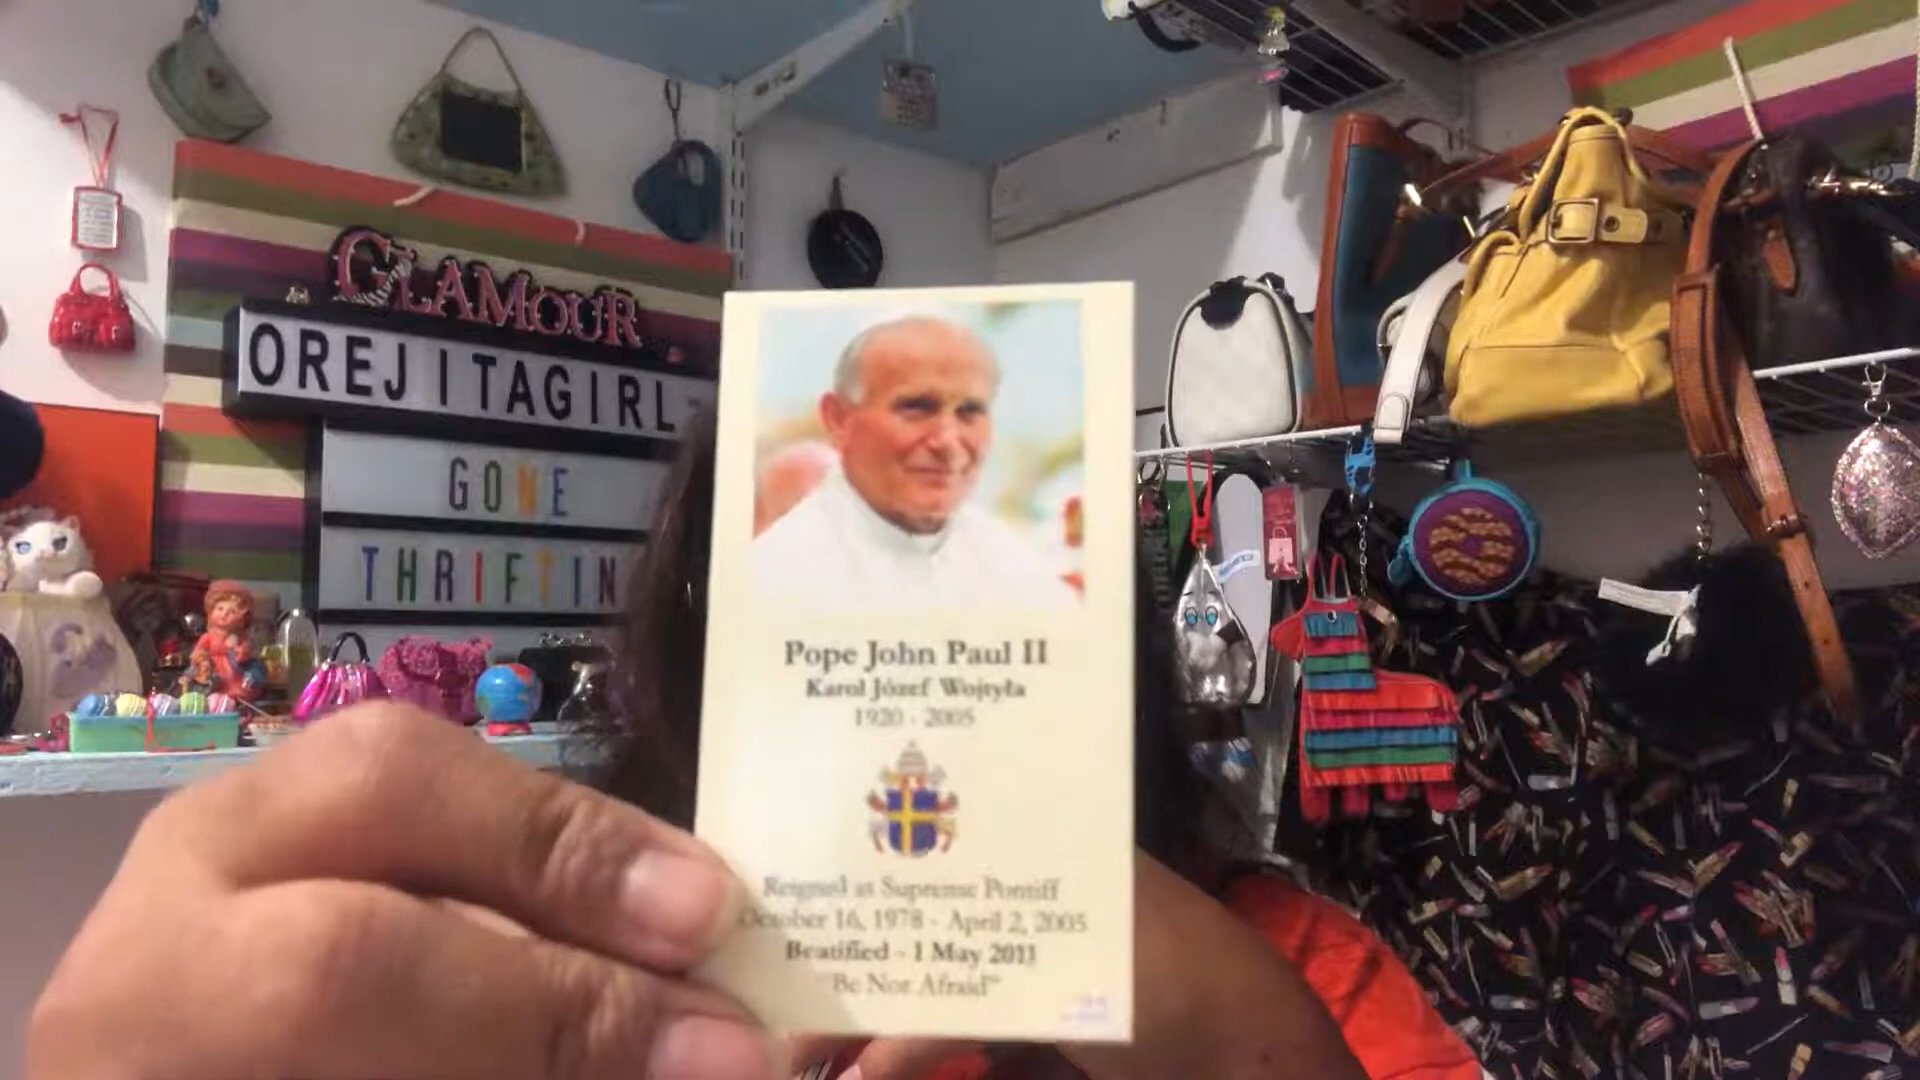 GLAMOUR
OREJITAGIRL
GONE
THRIFTIN
Pope John Paul II
Karol Józef Wojtyła
1920 - 2005
Reigned as Supreme Pontiff
October 16, 1978 - April 2, 2005
Beatified - 1 May 2011
"Be Not Afraid"